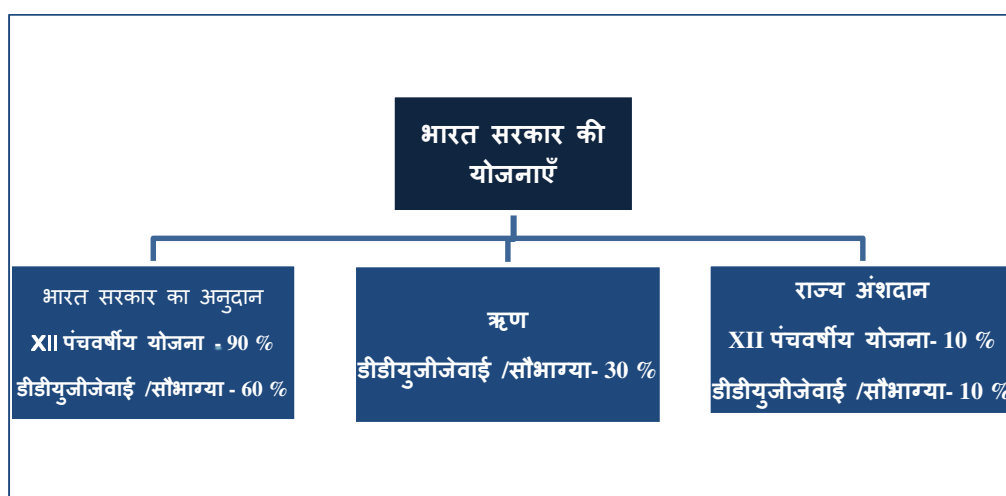 भारत सरकार की
योजनाएँ
भारत सरकार का अनुदान
XII पंचवर्षीय योजना - 90 %
डीडीयुजीजेवाई /सौभाग्या - 60 %
ऋण
डीडीयुजीजेवाई /सौभाग्या- 30 %
राज्य अंशदान
XII पंचवर्षीय योजना- 10 %
डीडीयुजीजेवाई /सौभाग्या- 10 %